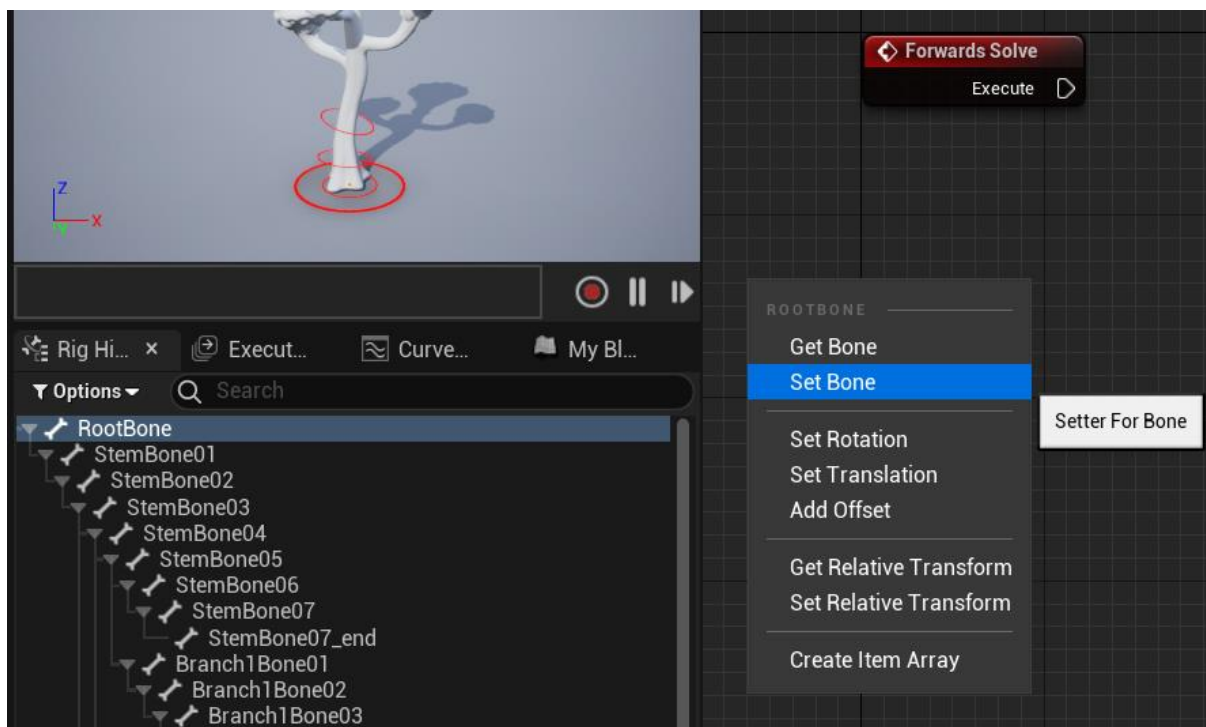 Forwards Solve
Execute
Z
X
Y
Rig Hi...
Execut...
Curve...
My Bl...
Options
Search
RootBone
StemBone01
StemBone02
StemBone03
StemBone04
StemBone05
StemBone06
StemBone07
StemBone07_end
Branch1Bone01
Branch1Bone02
Branch1Bone03
ROOTBONE
Get Bone
Set Bone
Setter For Bone
Set Rotation
Set Translation
Add Offset
Get Relative Transform
Set Relative Transform
Create Item Array